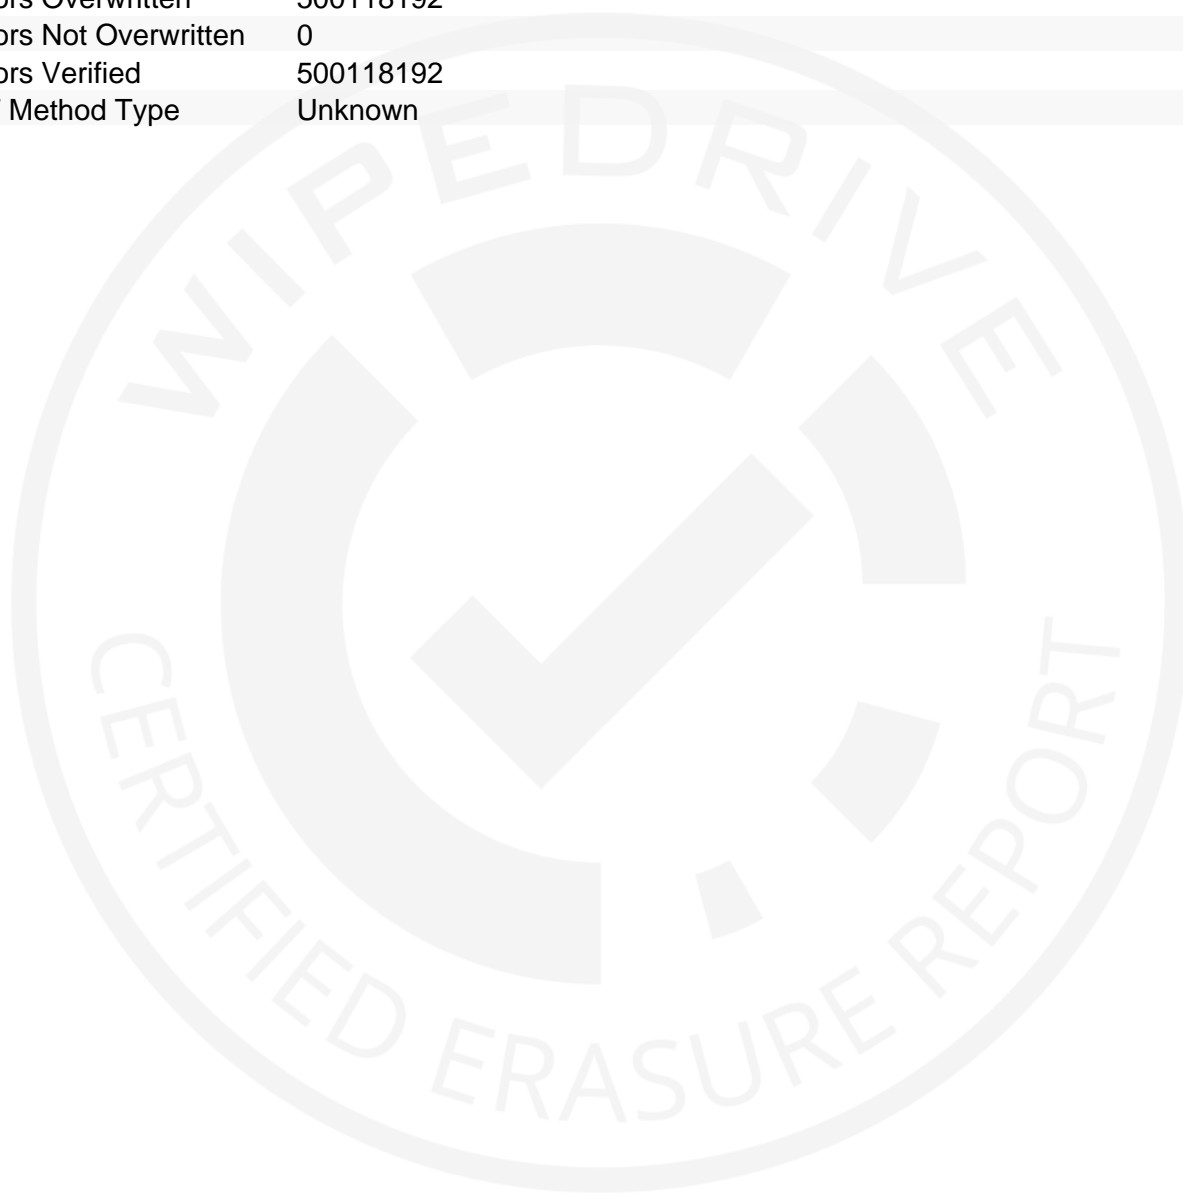 ors Overwritten 500118192
ors Not Overwritten 0
ors Verified 500118192
Method Type Unknown
WIPEDRIVE
CERTIFIED ERASURE REPORT